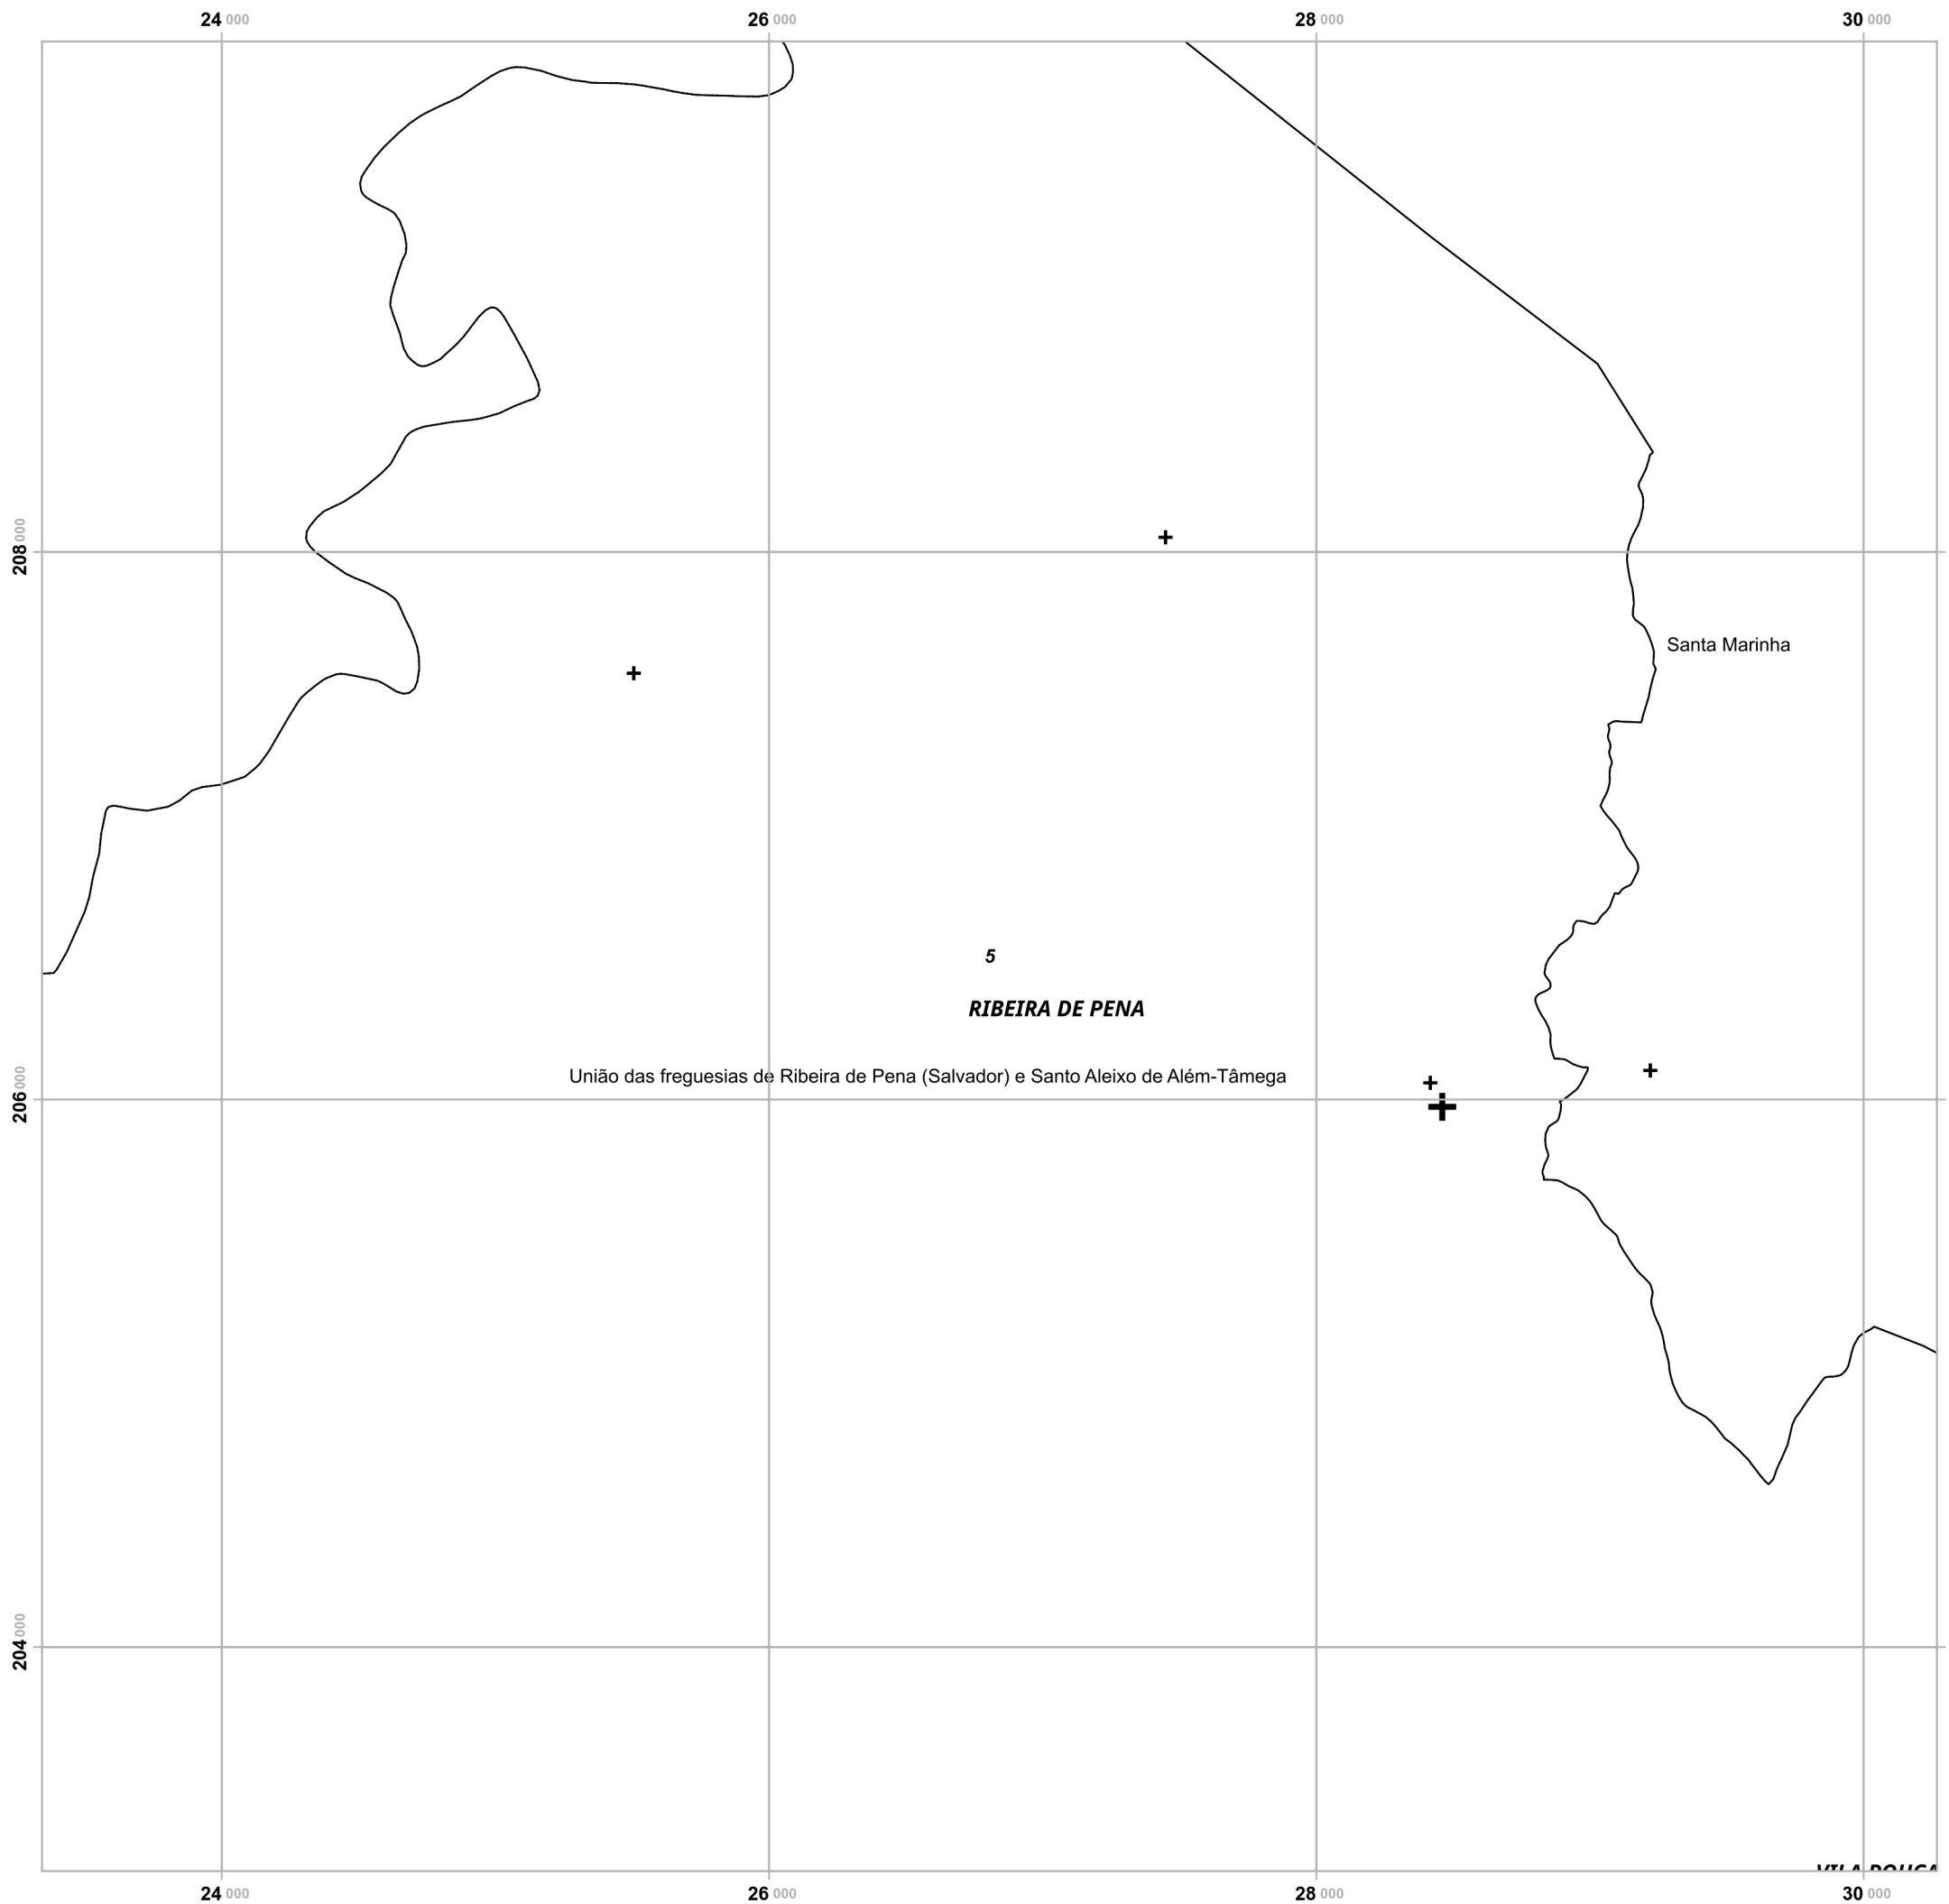 24 000 26 000 28 000 30 000
208 000
Santa Marinha
5
RIBEIRA DE PENA
União das freguesias de Ribeira de Pena (Salvador) e Santo Aleixo de Além-Tâmega
206 000
204 000
VILA POUCA
24 000 26 000 28 000 30 000